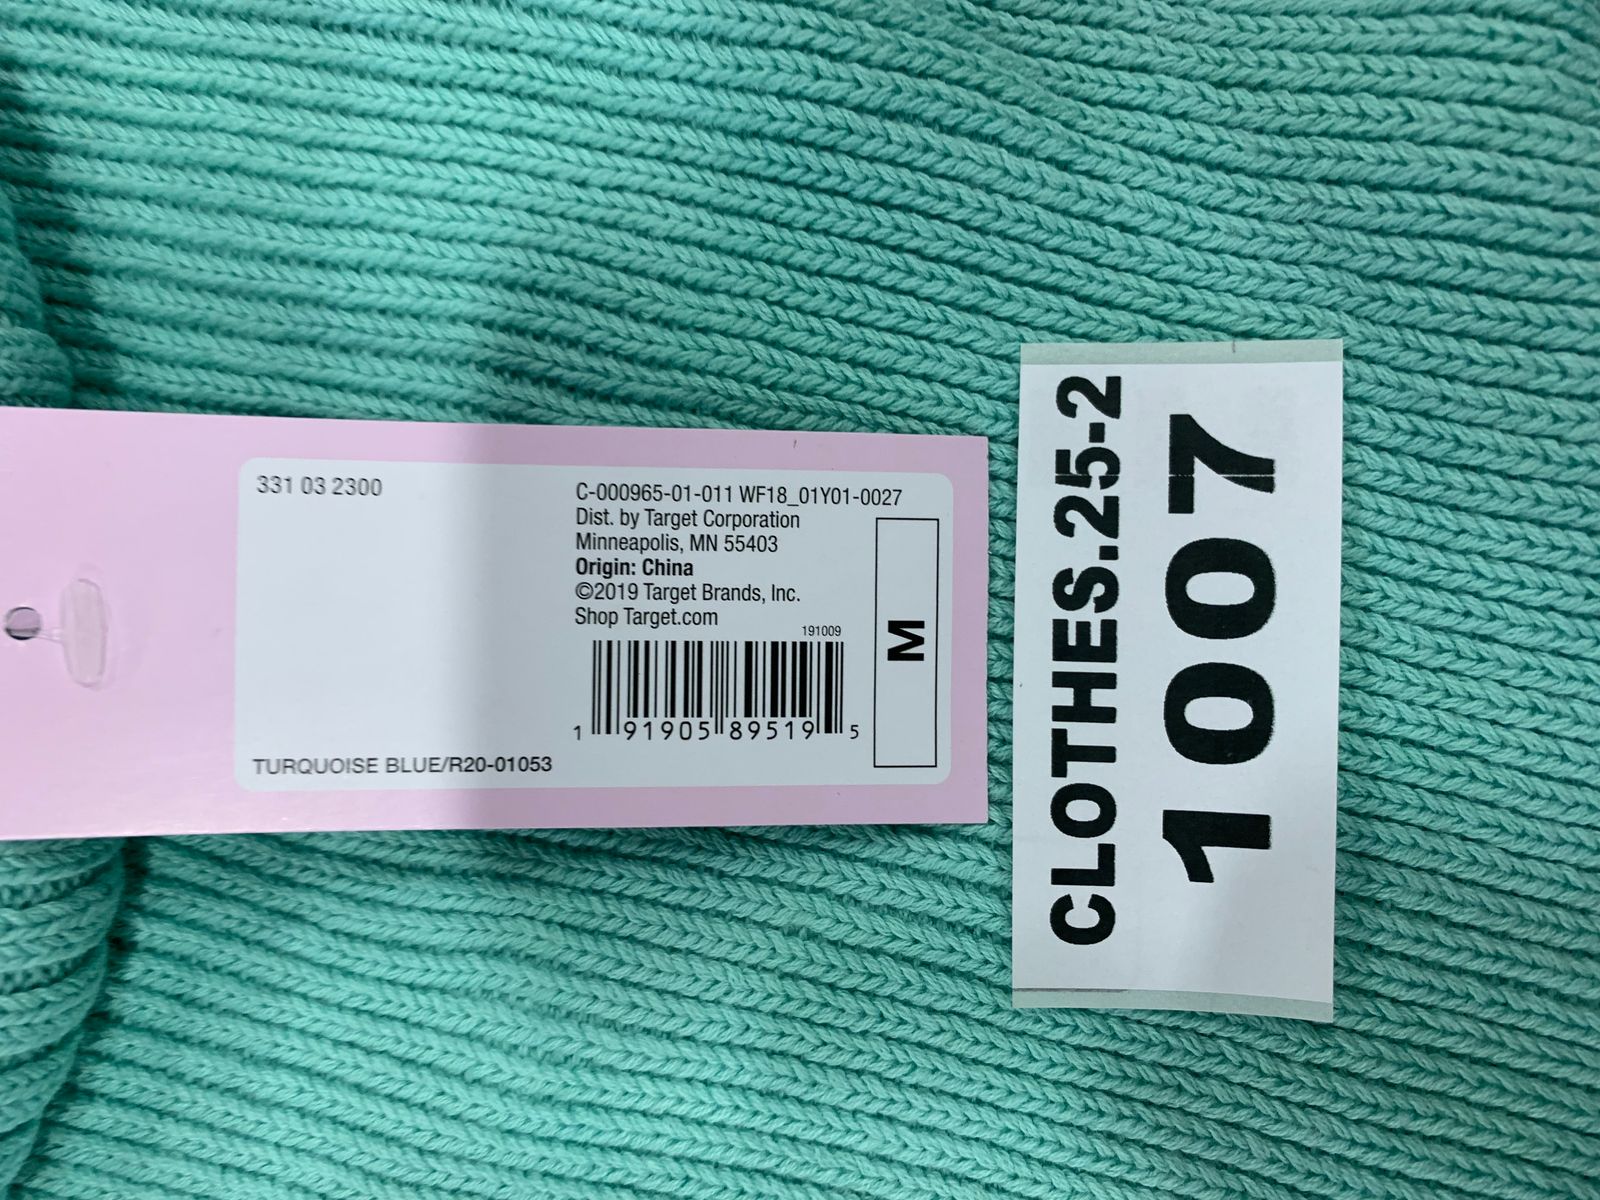 331 03 2300
C-000965-01-011 WF18_01Y01-0027
Dist. by Target Corporation
Minneapolis, MN 55403
Origin: China
©2019 Target Brands, Inc.
Shop Target.com
191009
1 91905 89519 5
M
TURQUOISE BLUE/R20-01053
CLOTHES.25-2
1007